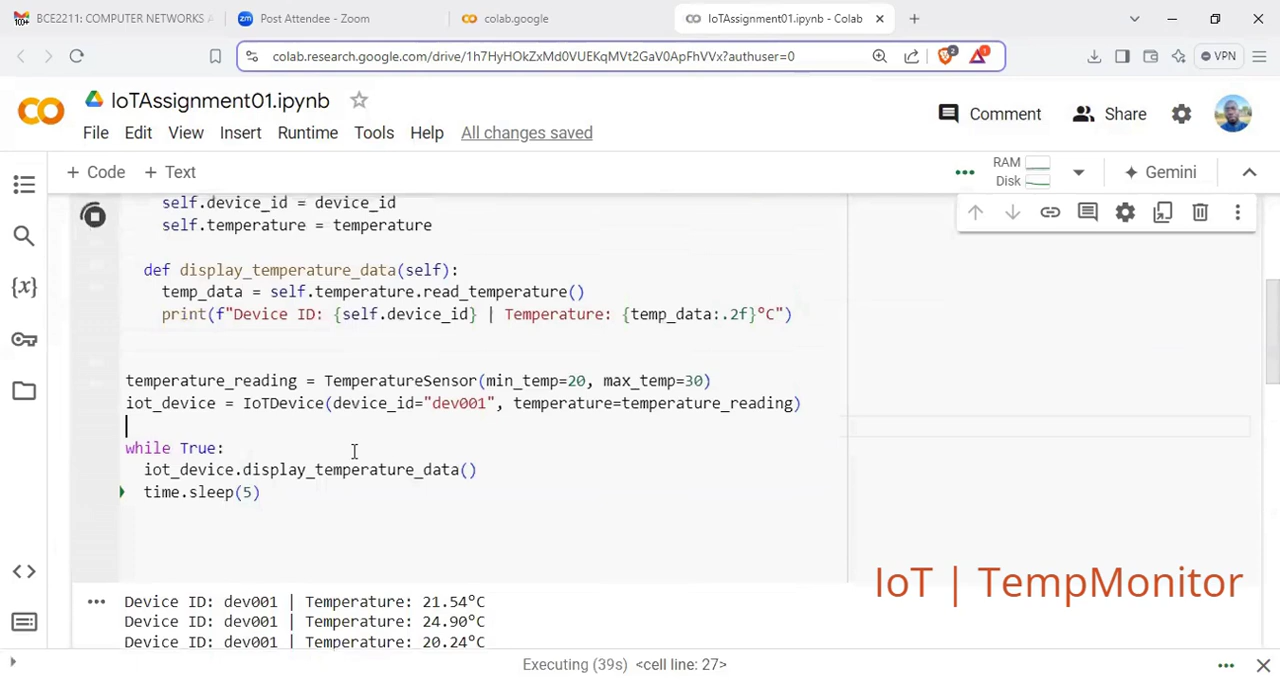 BCE2211: COMPUTER NETWORKS A
Post Attendee - Zoom
colab.google
IoTAssignment01.ipynb - Colab
colab.research.google.com/drive/1h7HyHOkZxMd0VUEKqMVt2GaV0ApFhVVx?authuser=0
2
1
VPN
CO
IoTAssignment01.ipynb
Comment
Share
File Edit View Insert Runtime Tools Help All changes saved
+ Code + Text
RAM
Disk
Gemini
self.device_id = device_id
self.temperature = temperature
def display_temperature_data(self):
temp_data = self.temperature.read_temperature()
print(f"Device ID: {self.device_id} | Temperature: {temp_data:.2f}°C")
temperature_reading = TemperatureSensor(min_temp=20, max_temp=30)
iot_device = IoTDevice(device_id="dev001", temperature=temperature_reading)
while True:
iot_device.display_temperature_data()
time.sleep(5)
IoT | TempMonitor
Device ID: dev001 | Temperature: 21.54°C
Device ID: dev001 | Temperature: 24.90°C
Device ID: dev001 | Temperature: 20.24°C
Executing (39s) <cell line: 27>